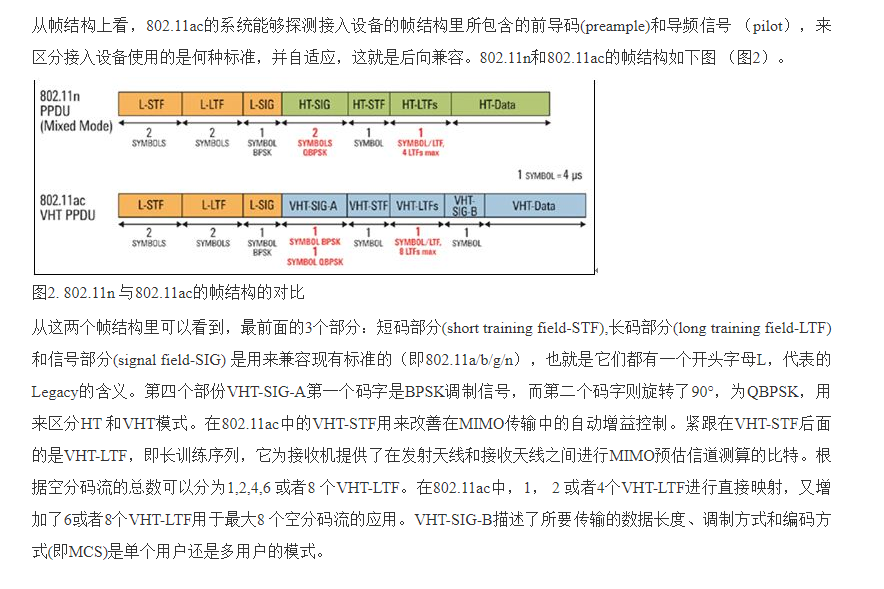 从帧结构上看，802.11ac的系统能够探测接入设备的帧结构里所包含的前导码(preample)和导频信号 （pilot），来
区分接入设备使用的是何种标准，并自适应，这就是后向兼容。802.11n和802.11ac的帧结构如下图 （图2）。
802.11n
PPDU
(Mixed Mode)
L-STF L-LTF L-SIG HT-SIG HT-STF HT-LTFs HT-Data
2 2 1 2 1 1
SYMBOLS SYMBOLS SYMBOL SYMBOLS SYMBOL SYMBOL/LTF,
BPSK QBPSK 4 LTFs max
1 SYMBOL = 4 µs
802.11ac
VHT PPDU
L-STF L-LTF L-SIG VHT-SIG-A VHT-STF VHT-LTFs VHT-SIG-B VHT-Data
2 2 1 1 1 1 1
SYMBOLS SYMBOLS SYMBOL SYMBOL BPSK SYMBOL SYMBOL/LTF, SYMBOL
BPSK 1 8 LTFs max
SYMBOL QBPSK
图2. 802.11n 与802.11ac的帧结构的对比
从这两个帧结构里可以看到，最前面的3个部分：短码部分(short training field-STF),长码部分(long training field-LTF)
和信号部分(signal field-SIG) 是用来兼容现有标准的（即802.11a/b/g/n），也就是它们都有一个开头字母L，代表的
Legacy的含义。第四个部份VHT-SIG-A第一个码字是BPSK调制信号，而第二个码字则旋转了90°，为QBPSK，用
来区分HT 和VHT模式。在802.11ac中的VHT-STF用来改善在MIMO传输中的自动增益控制。紧跟在VHT-STF后面
的是VHT-LTF，即长训练序列，它为接收机提供了在发射天线和接收天线之间进行MIMO预估信道测算的比特。根
据空分码流的总数可以分为1,2,4,6 或者8 个VHT-LTF。在802.11ac中，1， 2 或者4个VHT-LTF进行直接映射，又增
加了6或者8个VHT-LTF用于最大8 个空分码流的应用。VHT-SIG-B描述了所要传输的数据长度、调制方式和编码方
式(即MCS)是单个用户还是多用户的模式。